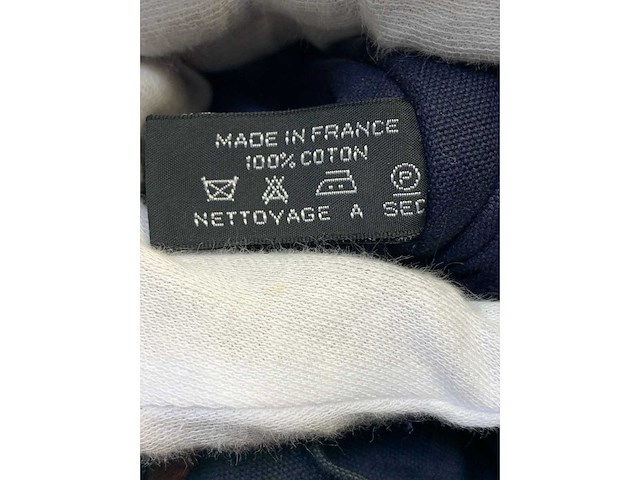 MADE IN FRANCE
100% COTON
P
NETTOYAGE A SEC